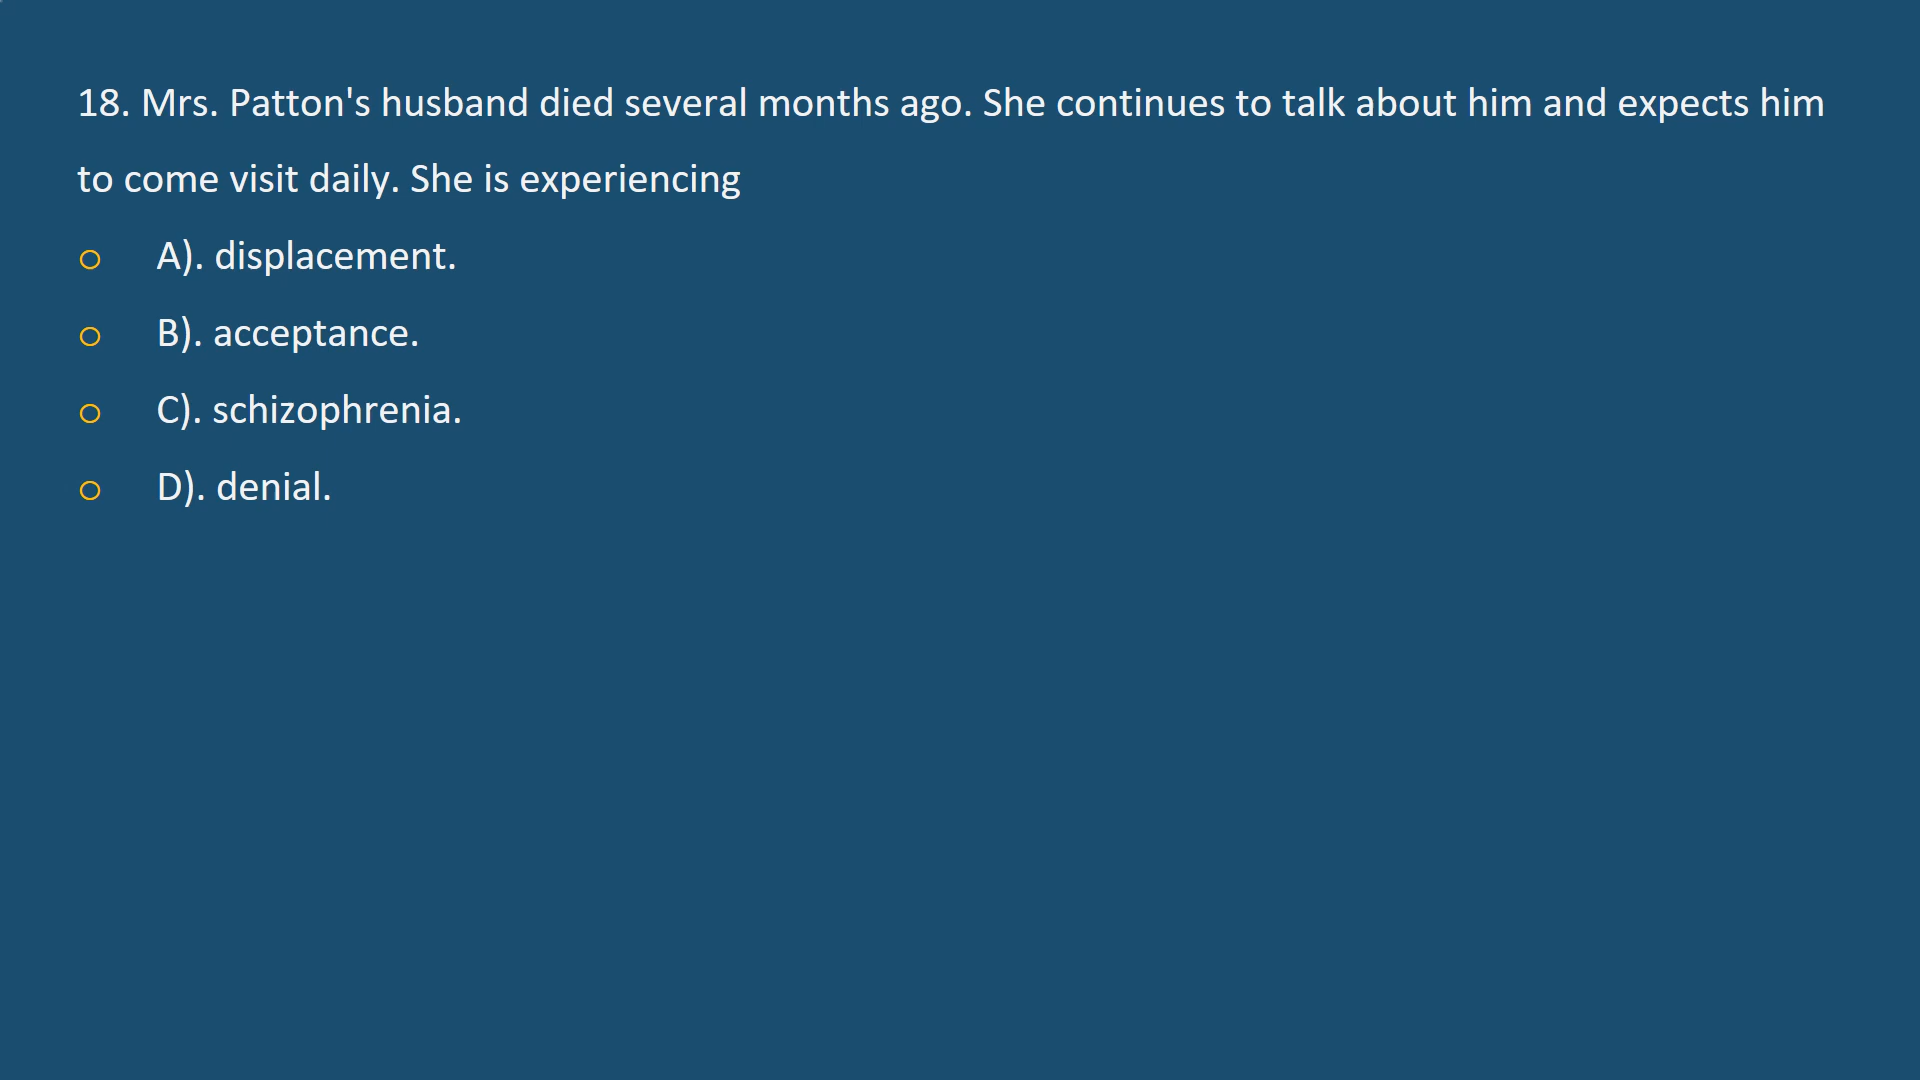 18. Mrs. Patton's husband died several months ago. She continues to talk about him and expects him
to come visit daily. She is experiencing
o A). displacement.
o B). acceptance.
o C). schizophrenia.
o D). denial.